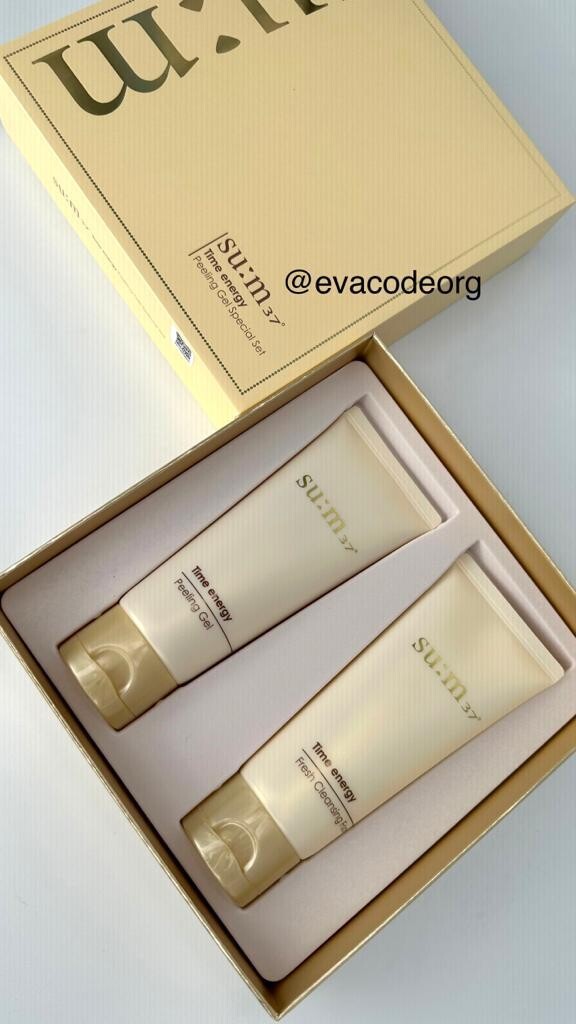 su:m37°
Time energy
Peeling Gel Special Set
@evacodeorg
su:m37°
Time energy
Peeling Gel
su:m37°
Time energy
Fresh Cleansing